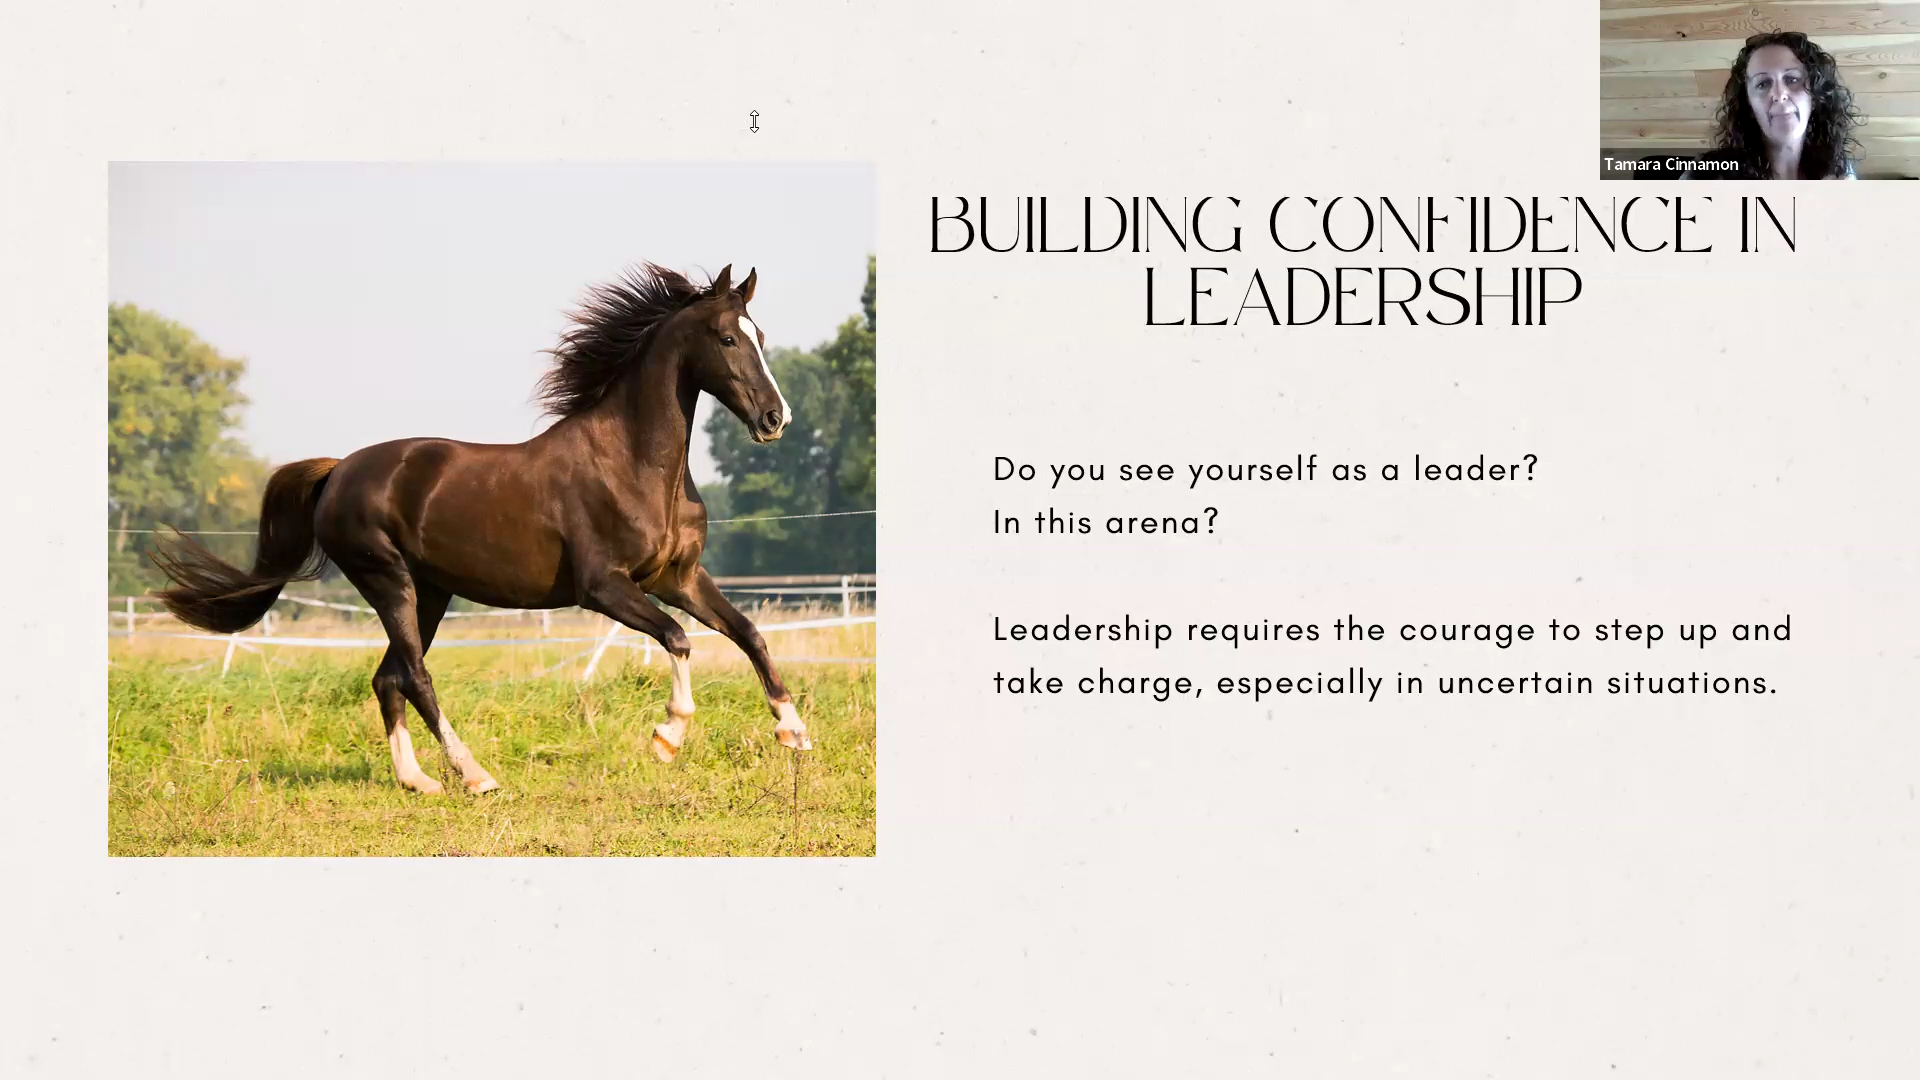 Tamara Cinnamon
BUILDING CONFIDENCE IN
LEADERSHIP
Do you see yourself as a leader?
In this arena?
Leadership requires the courage to step up and
take charge, especially in uncertain situations.